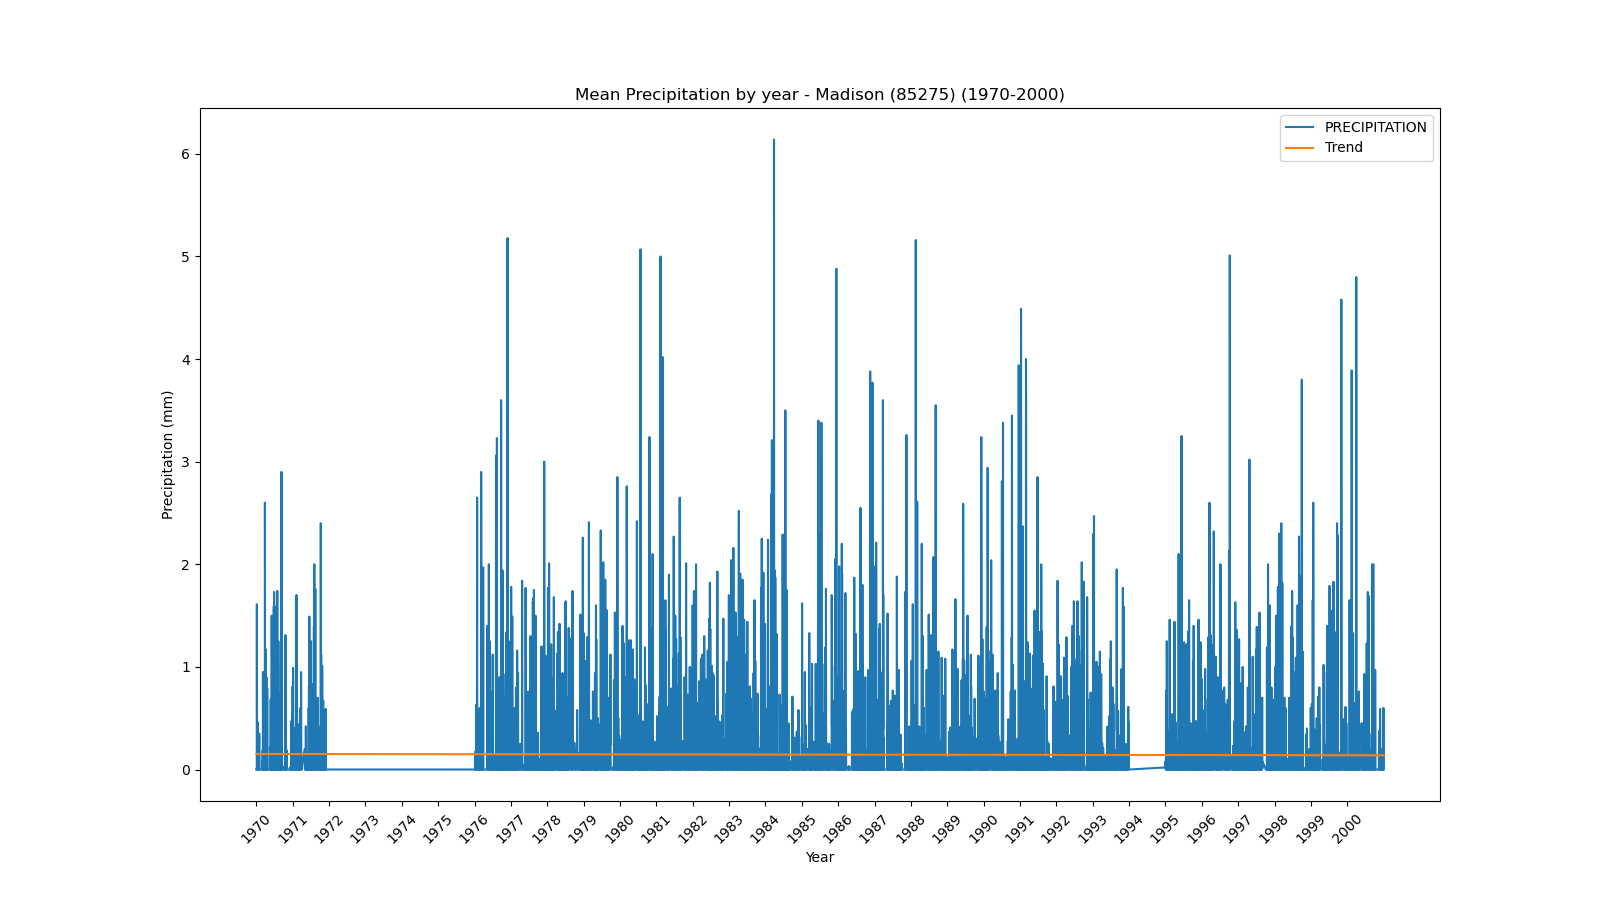 Mean Precipitation by year - Madison (85275) (1970-2000)
PRECIPITATION
Trend
6
5
4
3
2
1
0
Precipitation (mm)
1970 1971 1972 1973 1974 1975 1976 1977 1978 1979 1980 1981 1982 1983 1984 1985 1986 1987 1988 1989 1990 1991 1992 1993 1994 1995 1996 1997 1998 1999 2000
Year